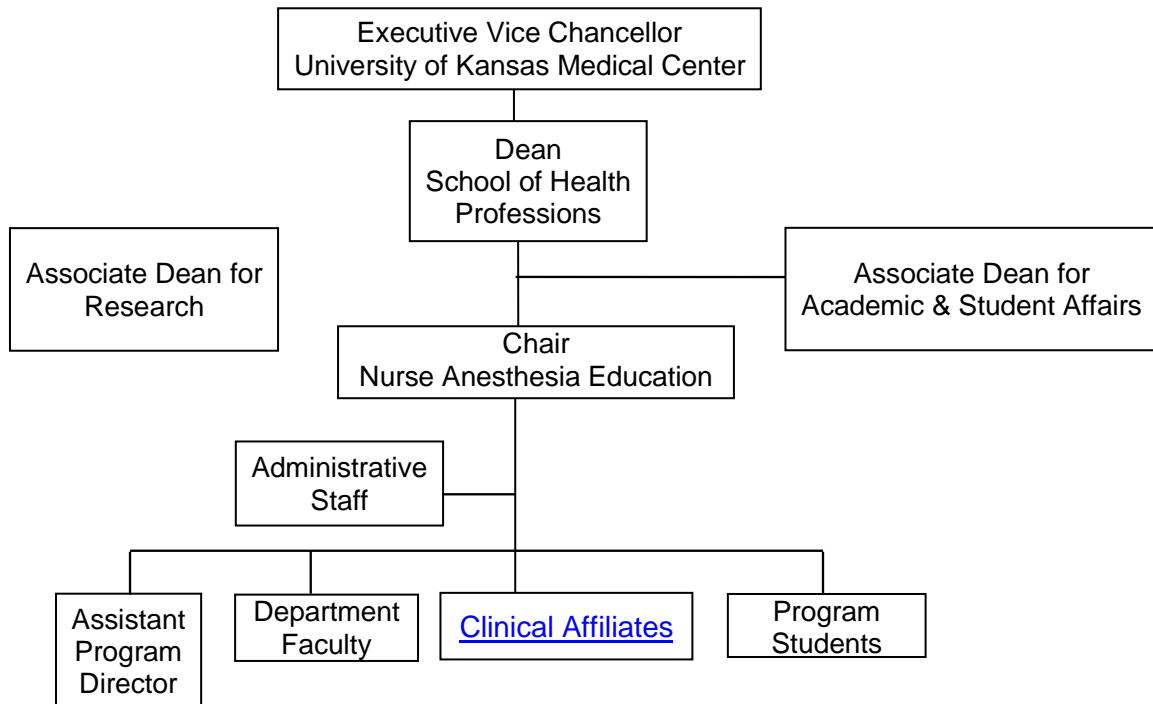 Executive Vice Chancellor
University of Kansas Medical Center
Dean
School of Health
Professions
Associate Dean for
Research
Associate Dean for
Academic & Student Affairs
Chair
Nurse Anesthesia Education
Administrative
Staff
Assistant
Program
Director
Department
Faculty
Clinical Affiliates
Program
Students